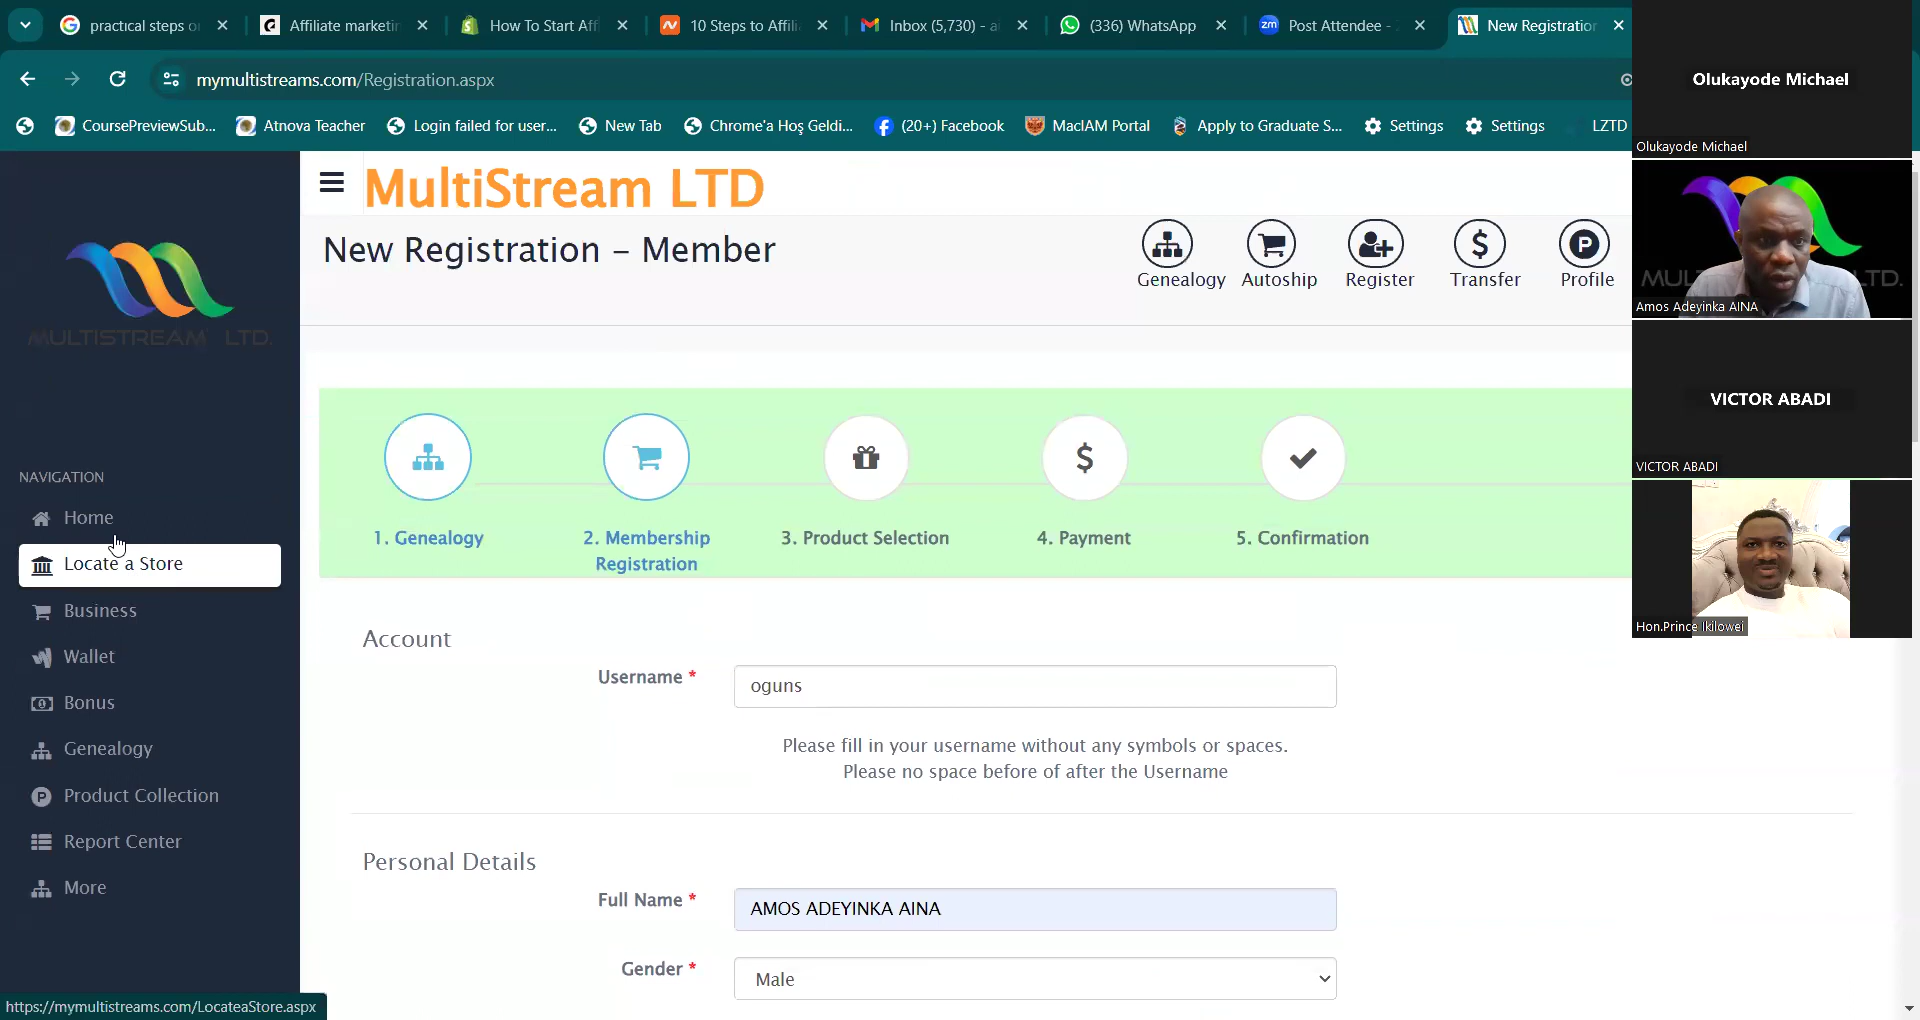 practical steps o
Affiliate marketin
How To Start Aff
10 Steps to Affili
Inbox (5,730) - a
(336) WhatsApp
Post Attendee -
New Registration
mymultistreams.com/Registration.aspx
CoursePreviewSub...
Atnova Teacher
Login failed for user...
New Tab
Chrome'a Hoş Geldi...
(20+) Facebook
MacIAM Portal
Apply to Graduate S...
Settings
Settings
LZTD
MultiStream LTD
New Registration – Member
Genealogy
Autoship
Register
Transfer
Profile
MULTISTREAM LTD.
NAVIGATION
Home
Locate a Store
Business
Wallet
Bonus
Genealogy
Product Collection
Report Center
More
1. Genealogy
2. Membership
Registration
3. Product Selection
4. Payment
5. Confirmation
Account
Username *
oguns
Please fill in your username without any symbols or spaces.
Please no space before of after the Username
Personal Details
Full Name *
AMOS ADEYINKA AINA
Gender *
Male
https://mymultistreams.com/LocateaStore.aspx
Olukayode Michael
Olukayode Michael
MUL TD.
Amos Adeyinka AINA
VICTOR ABADI
VICTOR ABADI
Hon.Prince Ikilowei